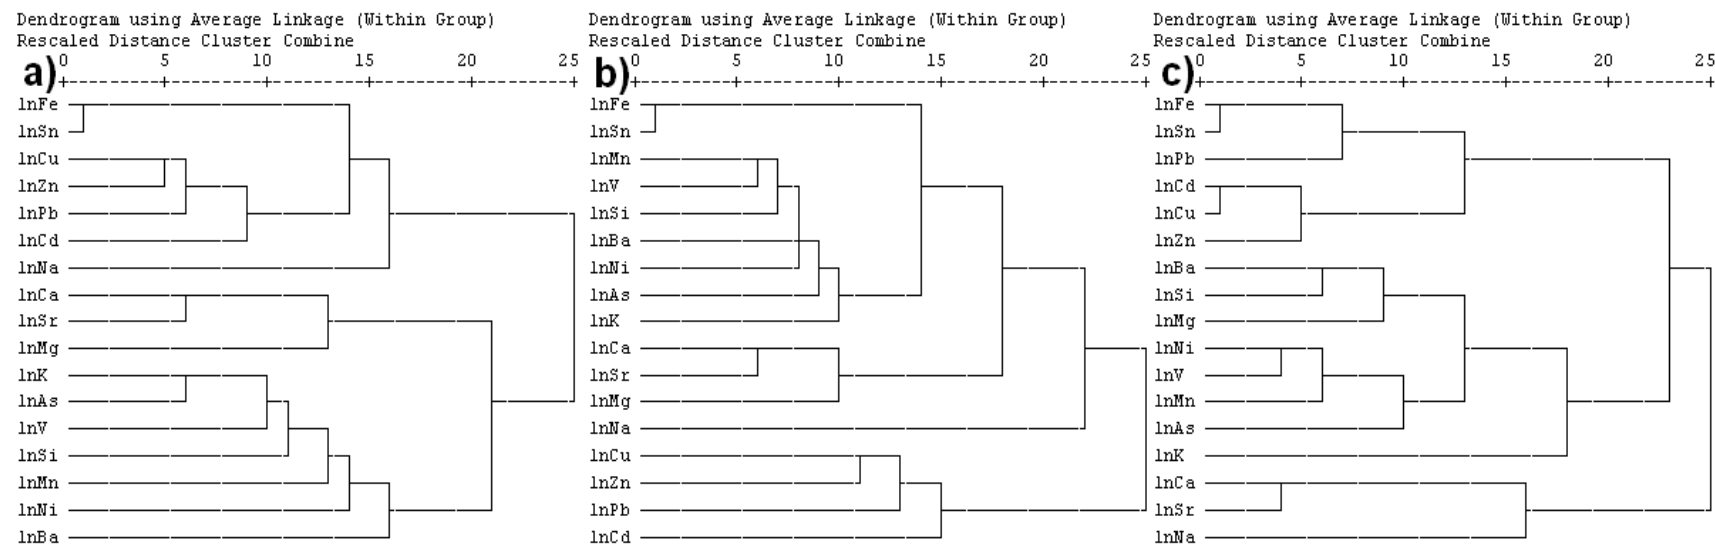 Dendrogram using Average Linkage (Within Group)
Rescaled Distance Cluster Combine
a) 0 5 10 15 20 25
lnFe
lnSn
lnCu
lnZn
lnPb
lnCd
lnNa
lnCa
lnSr
lnMg
lnK
lnAs
lnV
lnSi
lnMn
lnNi
lnBa
Dendrogram using Average Linkage (Within Group)
Rescaled Distance Cluster Combine
b) 0 5 10 15 20 25
lnFe
lnSn
lnMn
lnV
lnSi
lnBa
lnNi
lnAs
lnK
lnCa
lnSr
lnMg
lnNa
lnCu
lnZn
lnPb
lnCd
Dendrogram using Average Linkage (Within Group)
Rescaled Distance Cluster Combine
c) 0 5 10 15 20 25
lnFe
lnSn
lnPb
lnCd
lnCu
lnZn
lnBa
lnSi
lnMg
lnNi
lnV
lnMn
lnAs
lnK
lnCa
lnSr
lnNa